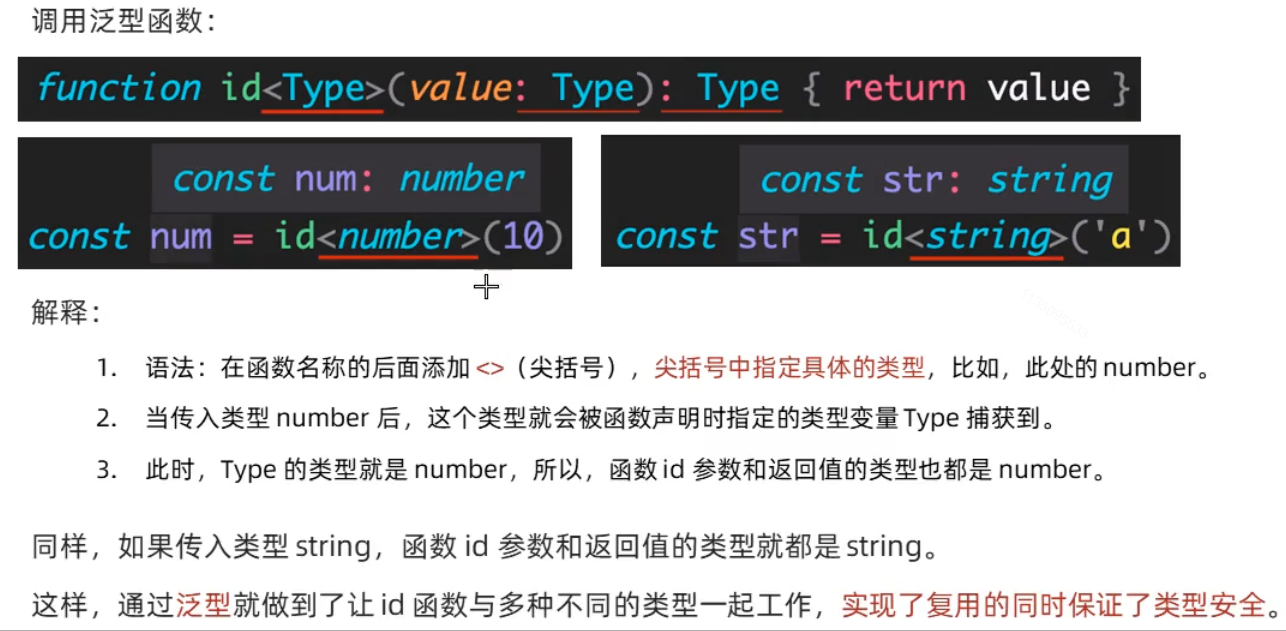 调用泛型函数：
function id<Type>(value: Type): Type { return value }
const num: number
const num = id<number>(10)
const str: string
const str = id<string>('a')
解释：
1. 语法：在函数名称的后面添加 <>（尖括号），尖括号中指定具体的类型，比如，此处的 number。
2. 当传入类型 number 后，这个类型就会被函数声明时指定的类型变量 Type 捕获到。
3. 此时，Type 的类型就是 number，所以，函数 id 参数和返回值的类型也都是 number。
同样，如果传入类型 string，函数 id 参数和返回值的类型就都是 string。
这样，通过泛型就做到了让 id 函数与多种不同的类型一起工作，实现了复用的同时保证了类型安全。